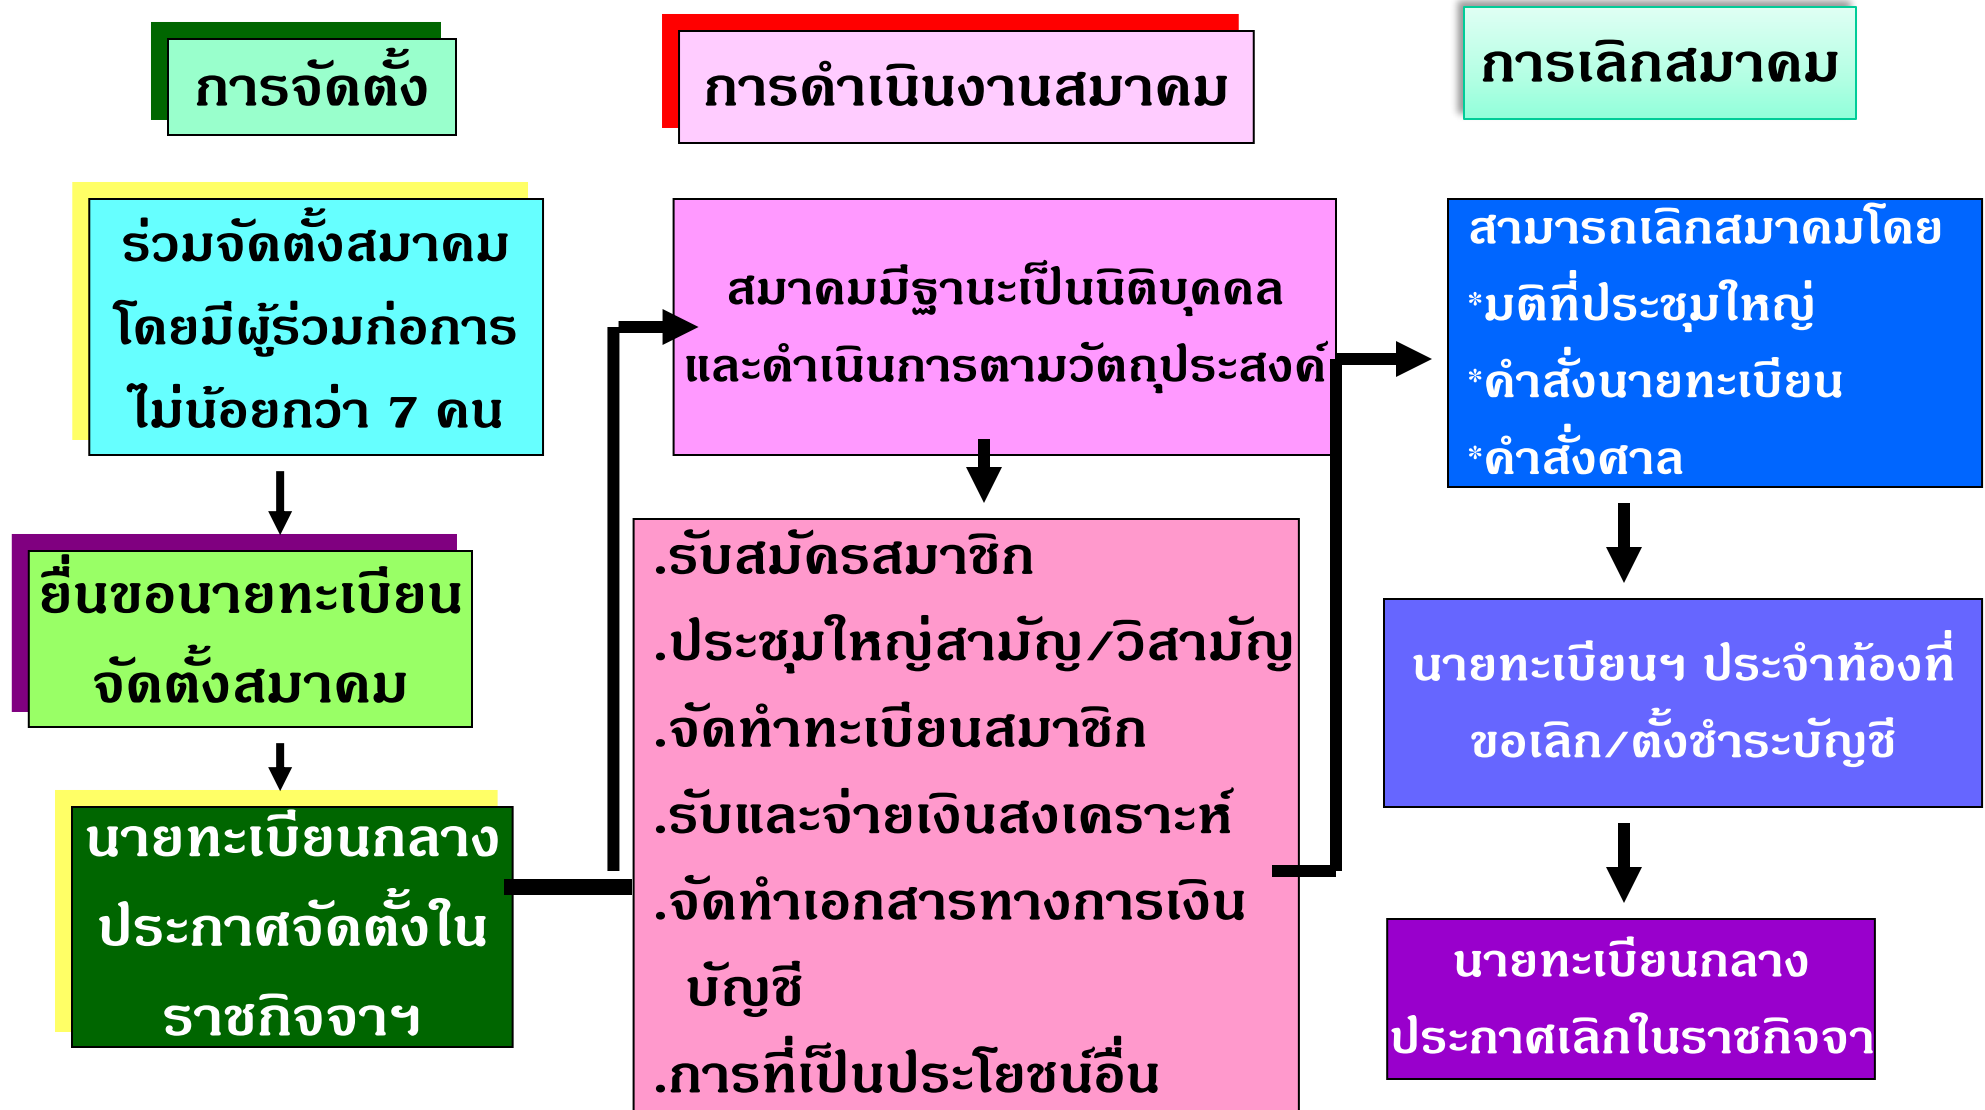 การจัดตั้ง
ร่วมจัดตั้งสมาคม
โดยมีผู้ร่วมก่อการ
ไม่น้อยกว่า 7 คน
ยื่นขอนายทะเบียน
จัดตั้งสมาคม
นายทะเบียนกลาง
ประกาศจัดตั้งใน
ราชกิจจาฯ
การดำเนินงานสมาคม
สมาคมมีฐานะเป็นนิติบุคคล
และดำเนินการตามวัตถุประสงค์
.รับสมัครสมาชิก
.ประชุมใหญ่สามัญ/วิสามัญ
.จัดทำทะเบียนสมาชิก
.รับและจ่ายเงินสงเคราะห์
.จัดทำเอกสารทางการเงิน
บัญชี
.การที่เป็นประโยชน์อื่น
การเลิกสมาคม
สามารถเลิกสมาคมโดย
*มติที่ประชุมใหญ่
*คำสั่งนายทะเบียน
*คำสั่งศาล
นายทะเบียนฯ ประจำท้องที่
ขอเลิก/ตั้งชำระบัญชี
นายทะเบียนกลาง
ประกาศเลิกในราชกิจจา